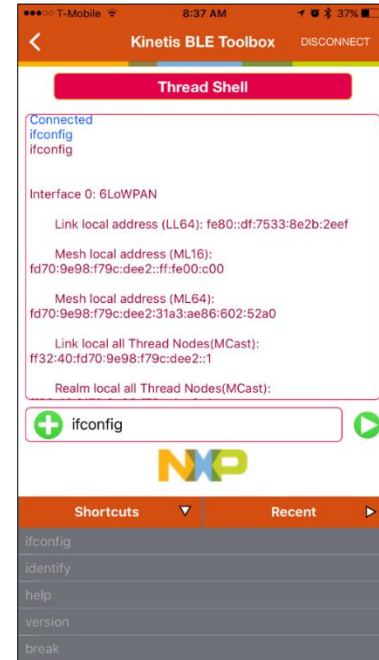 T-Mobile 8:37 AM 37%
Kinetis BLE Toolbox DISCONNECT
Thread Shell
Connected
ifconfig
ifconfig
Interface 0: 6LoWPAN
Link local address (LL64): fe80::df:7533:8e2b:2eef
Mesh local address (ML16):
fd70:9e98:f79c:dee2::ff:fe00:c00
Mesh local address (ML64):
fd70:9e98:f79c:dee2:31a3:ae86:602:52a0
Link local all Thread Nodes(MCast):
ff32:40:fd70:9e98:f79c:dee2::1
Realm local all Thread Nodes(MCast):
ifconfig
NXP
Shortcuts Recent
ifconfig
identify
help
version
break